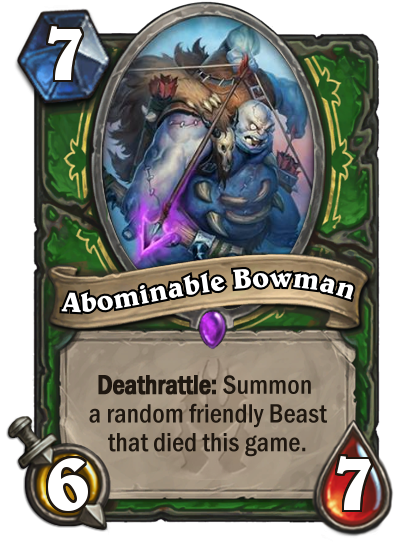 7
Abominable Bowman
Deathrattle: Summon
a random friendly Beast
that died this game.
6
7